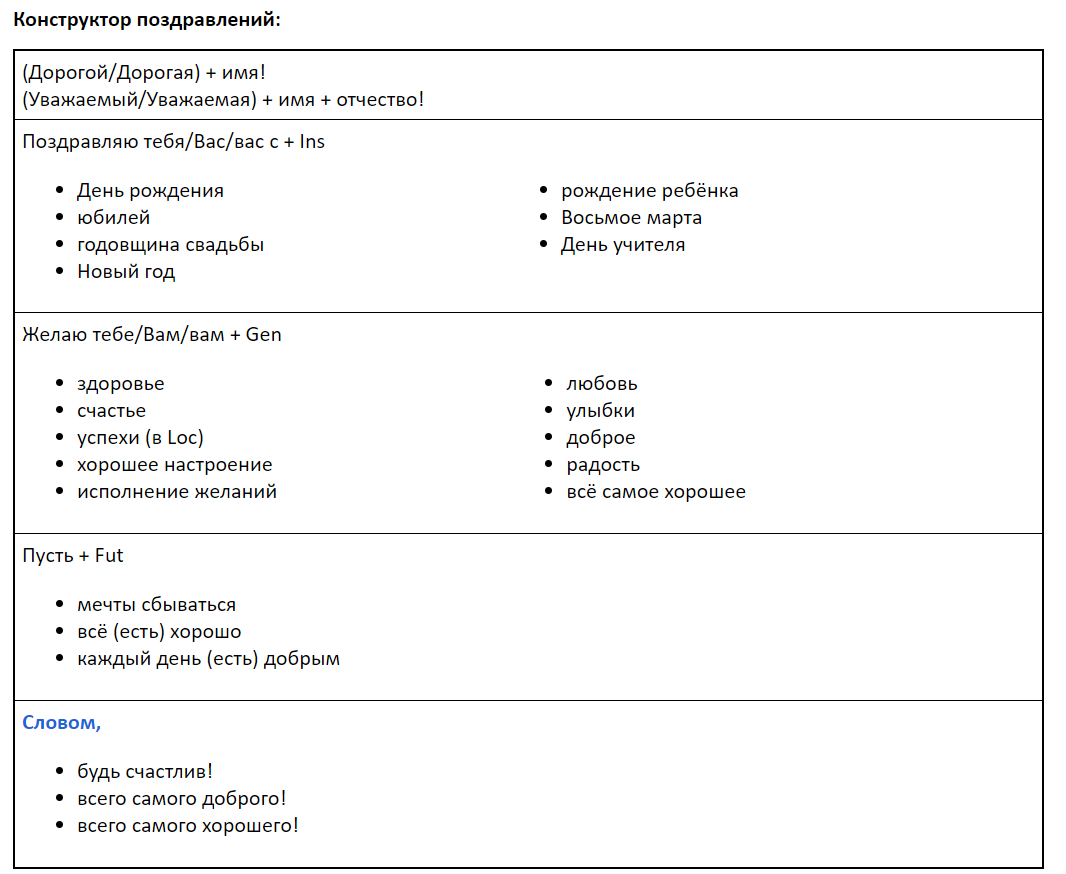 Конструктор поздравлений:
(Дорогой/Дорогая) + имя!
(Уважаемый/Уважаемая) + имя + отчество!
Поздравляю тебя/Вас/вас с + Ins
• День рождения
• юбилей
• годовщина свадьбы
• Новый год
• рождение ребёнка
• Восьмое марта
• День учителя
Желаю тебе/Вам/вам + Gen
• здоровье
• счастье
• успехи (в Loc)
• хорошее настроение
• исполнение желаний
• любовь
• улыбки
• доброе
• радость
• всё самое хорошее
Пусть + Fut
• мечты сбываться
• всё (есть) хорошо
• каждый день (есть) добрым
Словом,
• будь счастлив!
• всего самого доброго!
• всего самого хорошего!